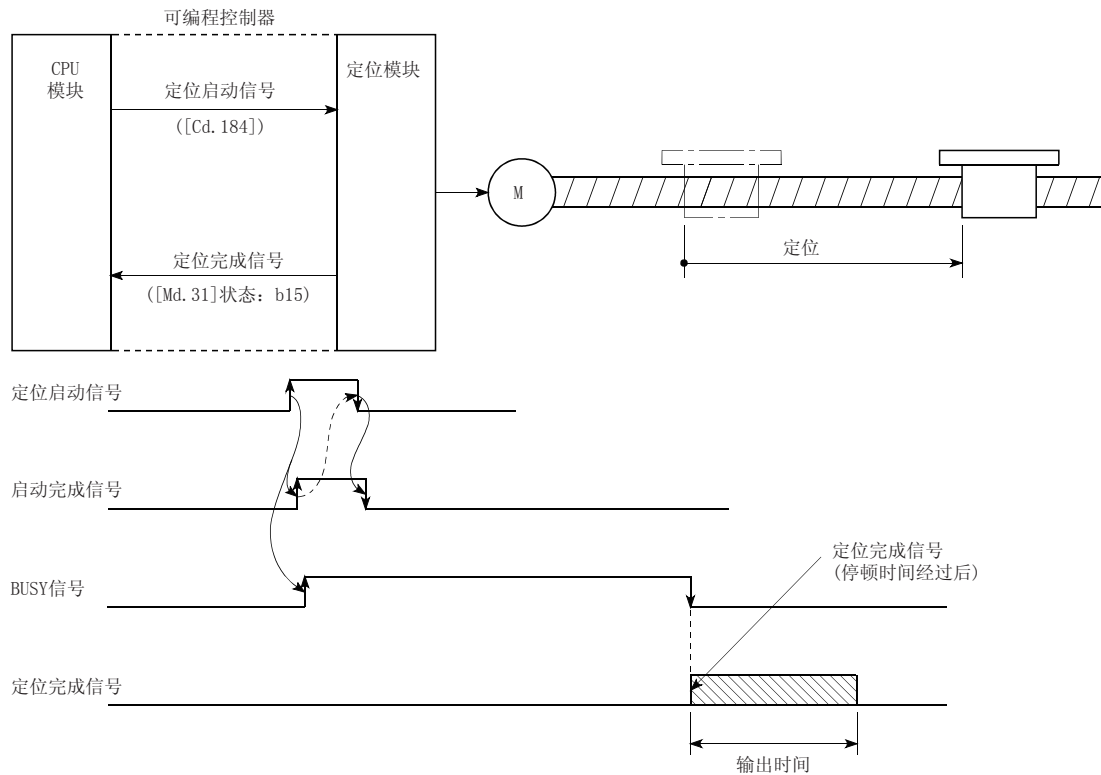 可编程控制器
CPU
模块
定位模块
定位启动信号
([Cd.184])
M
定位完成信号
([Md.31]状态: b15)
定位
定位启动信号
启动完成信号
BUSY信号
定位完成信号
(停顿时间经过后)
定位完成信号
输出时间